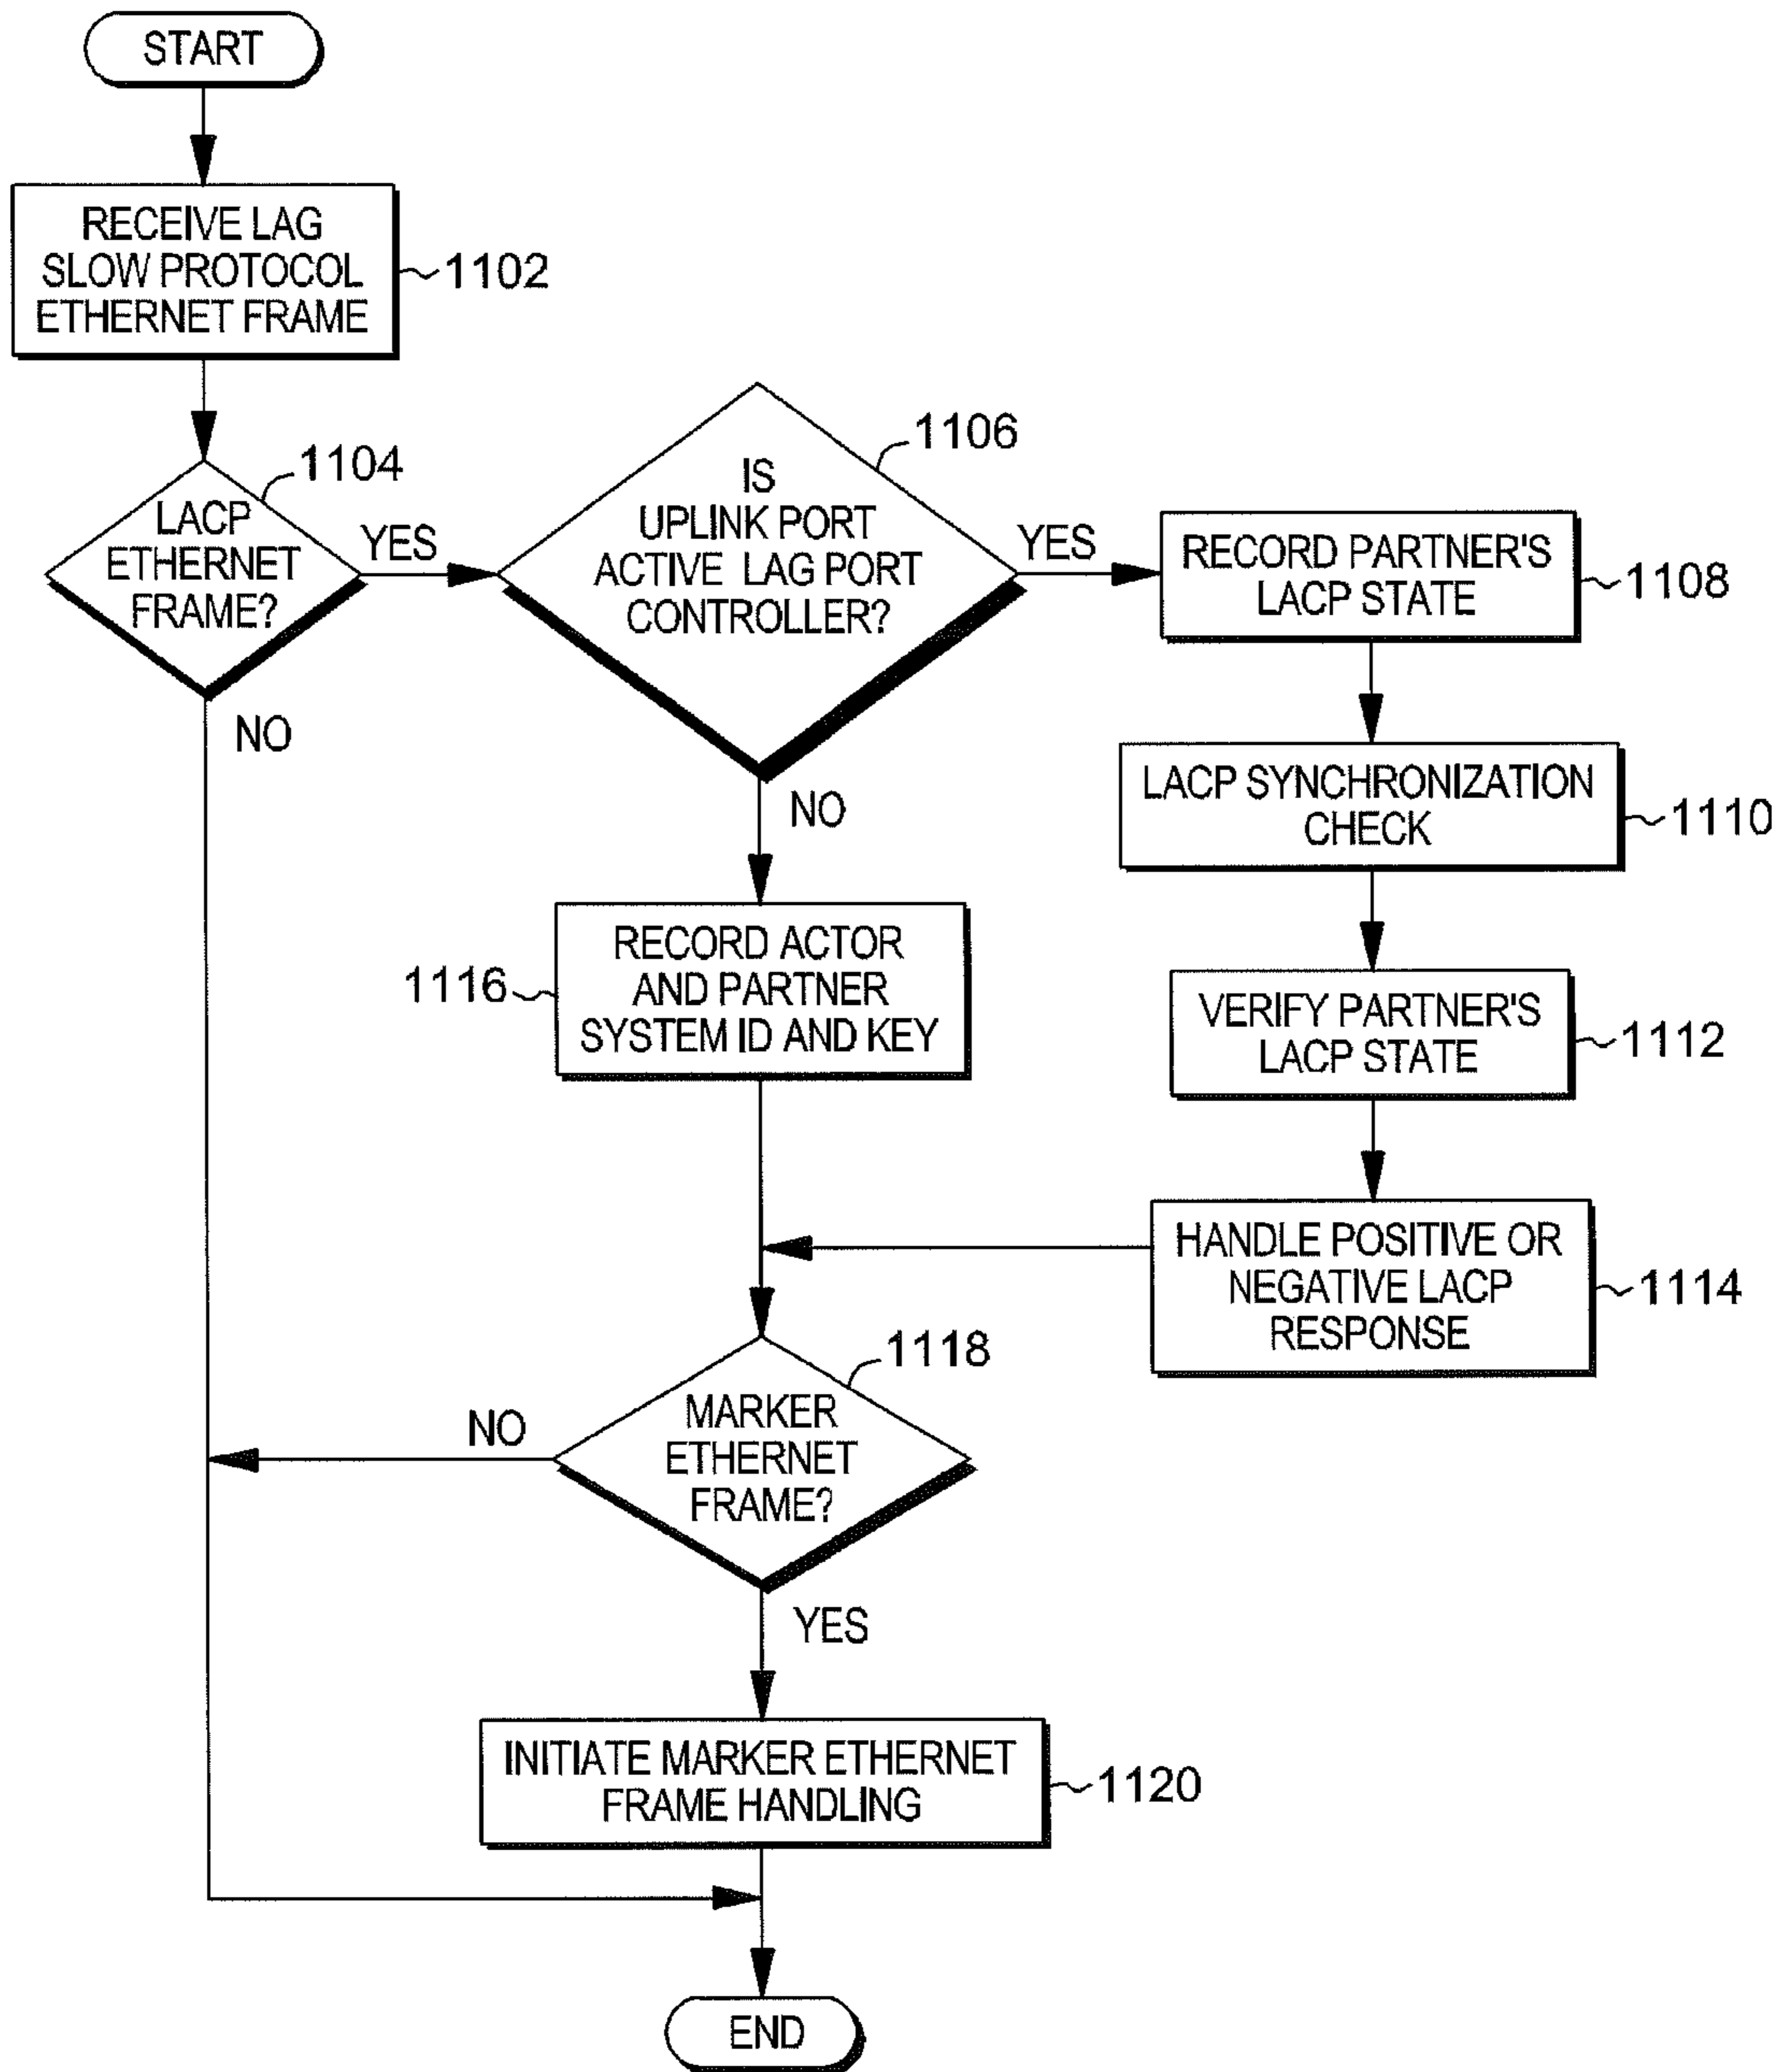 START
RECEIVE LAG
SLOW PROTOCOL
ETHERNET FRAME
1102
LACP
ETHERNET
FRAME?
1104
YES
NO
IS
UPLINK PORT
ACTIVE LAG PORT
CONTROLLER?
1106
YES
NO
RECORD PARTNER'S
LACP STATE
1108
LACP SYNCHRONIZATION
CHECK
1110
VERIFY PARTNER'S
LACP STATE
1112
HANDLE POSITIVE OR
NEGATIVE LACP
RESPONSE
1114
RECORD ACTOR
AND PARTNER
SYSTEM ID AND KEY
1116
MARKER
ETHERNET
FRAME?
1118
NO
YES
INITIATE MARKER ETHERNET
FRAME HANDLING
1120
END